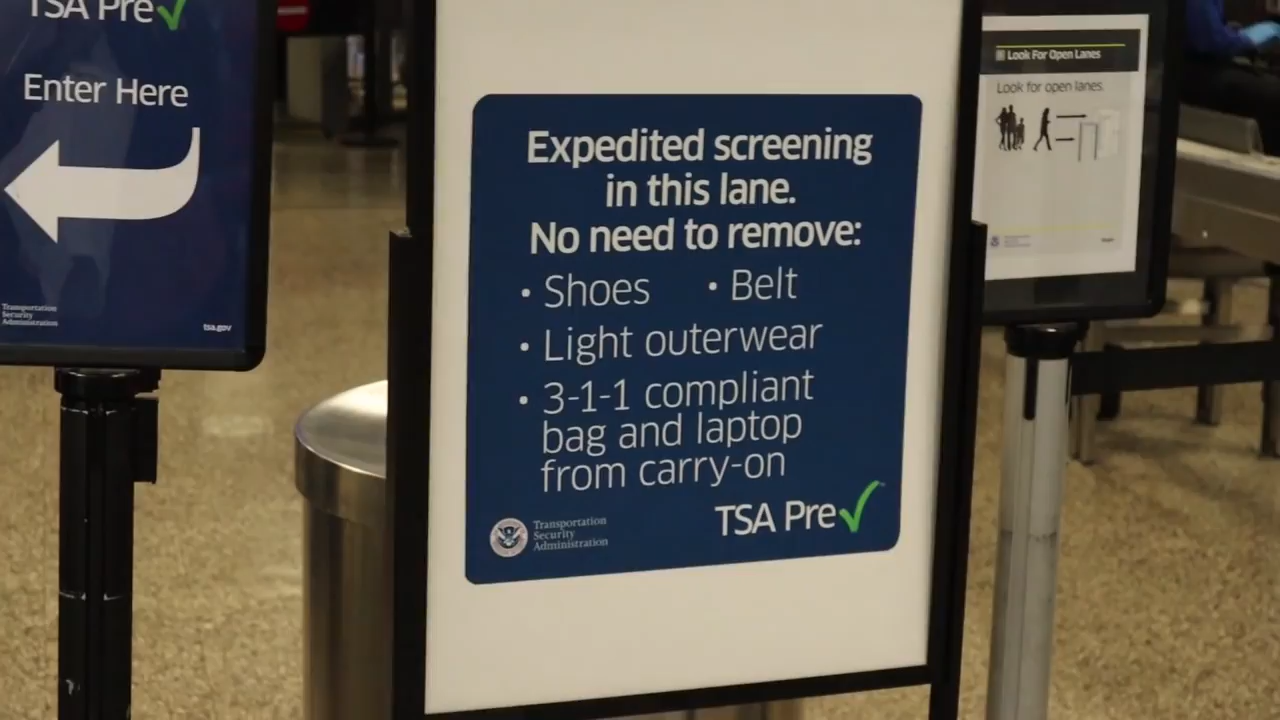 TSA Pre
Enter Here
Transportation
Security
Administration
tsa.gov
Expedited screening
in this lane.
No need to remove:
• Shoes • Belt
• Light outerwear
• 3-1-1 compliant
bag and laptop
from carry-on
Transportation
Security
Administration
TSA Pre
Look For Open Lanes
Look for open lanes.